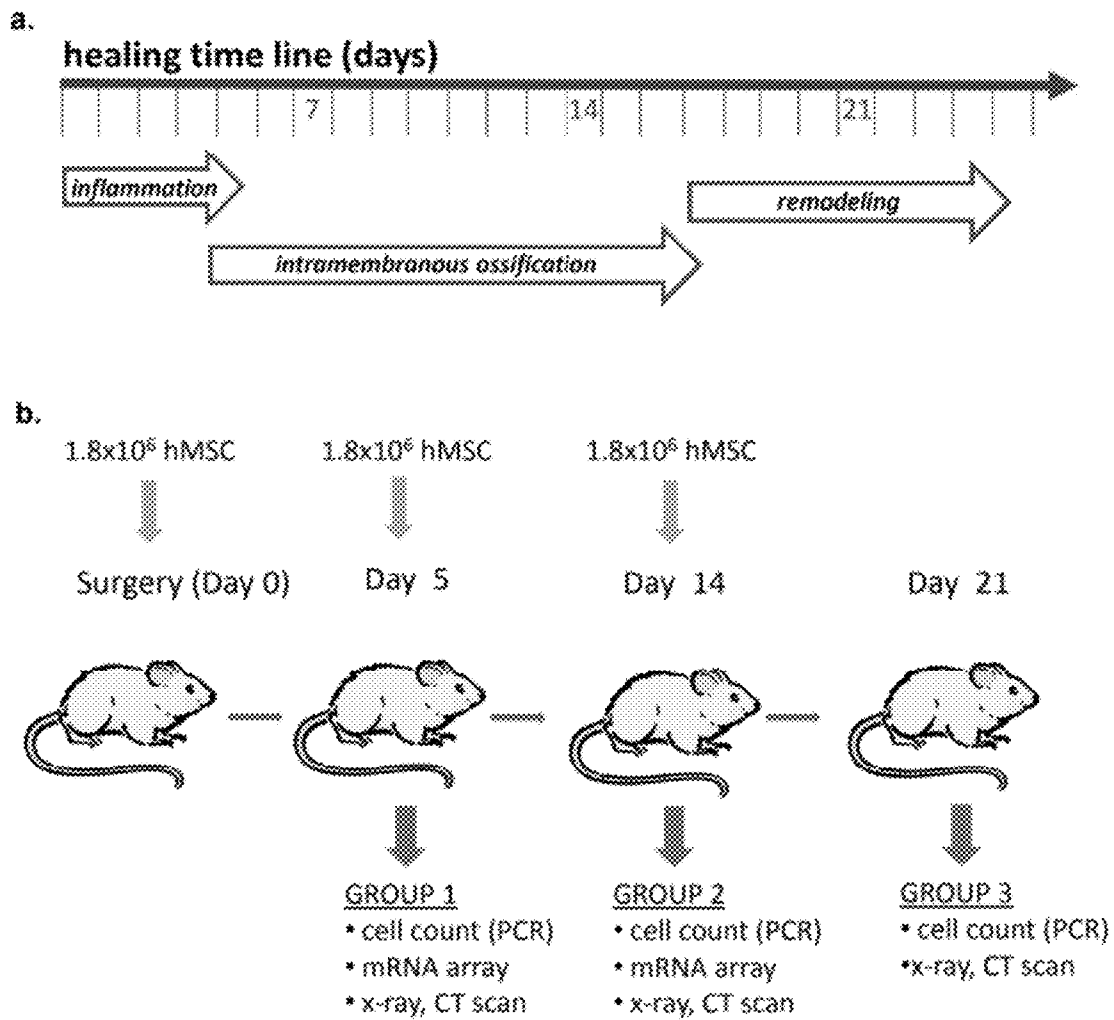 a.
healing time line (days)
7 14 21
inflammation
remodeling
intramembranous ossification
b.
1.8x10⁶ hMSC 1.8x10⁶ hMSC 1.8x10⁶ hMSC
Surgery (Day 0) Day 5 Day 14 Day 21
GROUP 1 GROUP 2 GROUP 3
• cell count (PCR) • cell count (PCR) • cell count (PCR)
• mRNA array • mRNA array •x-ray, CT scan
• x-ray, CT scan • x-ray, CT scan